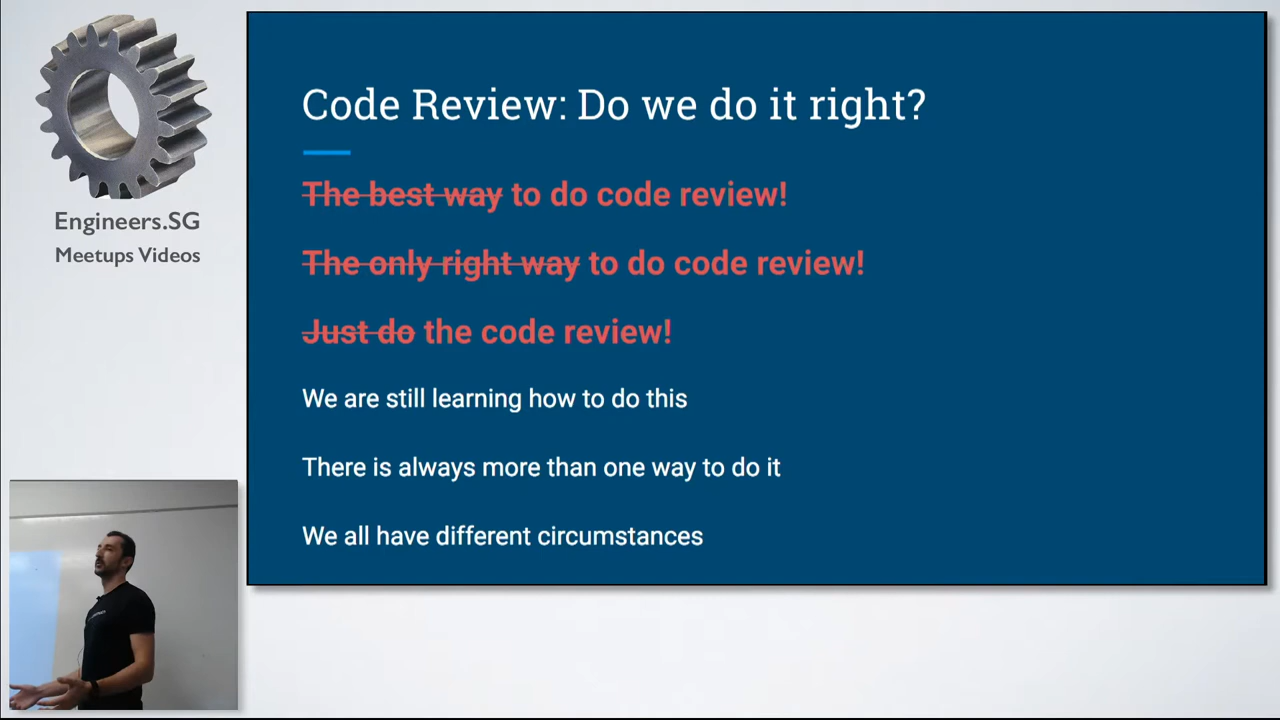 Engineers.SG
Meetups Videos
Code Review: Do we do it right?
The best way to do code review!
The only right way to do code review!
Just do the code review!
We are still learning how to do this
There is always more than one way to do it
We all have different circumstances